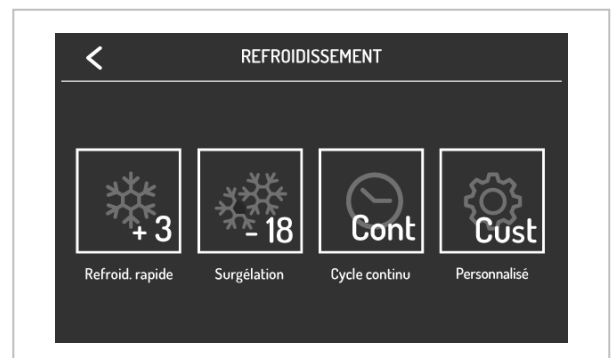 REFROIDISSEMENT
+ 3
- 18
Cont
Cust
Refroid. rapide
Surgélation
Cycle continu
Personnalisé